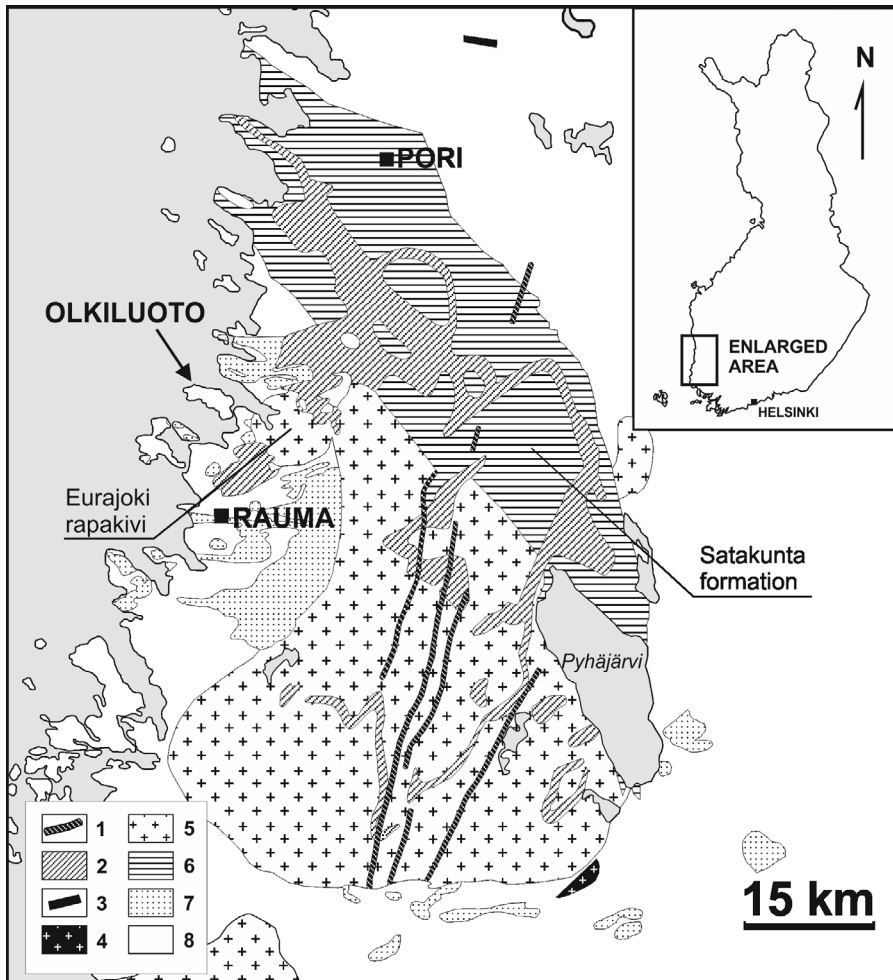 N
PORI
OLKILUOTO
ENLARGED
AREA
HELSINKI
Eurajoki
rapakivi
RAUMA
Satakunta
formation
Pyhäjärvi
1 5
2 6
3 7
4 8
15 km